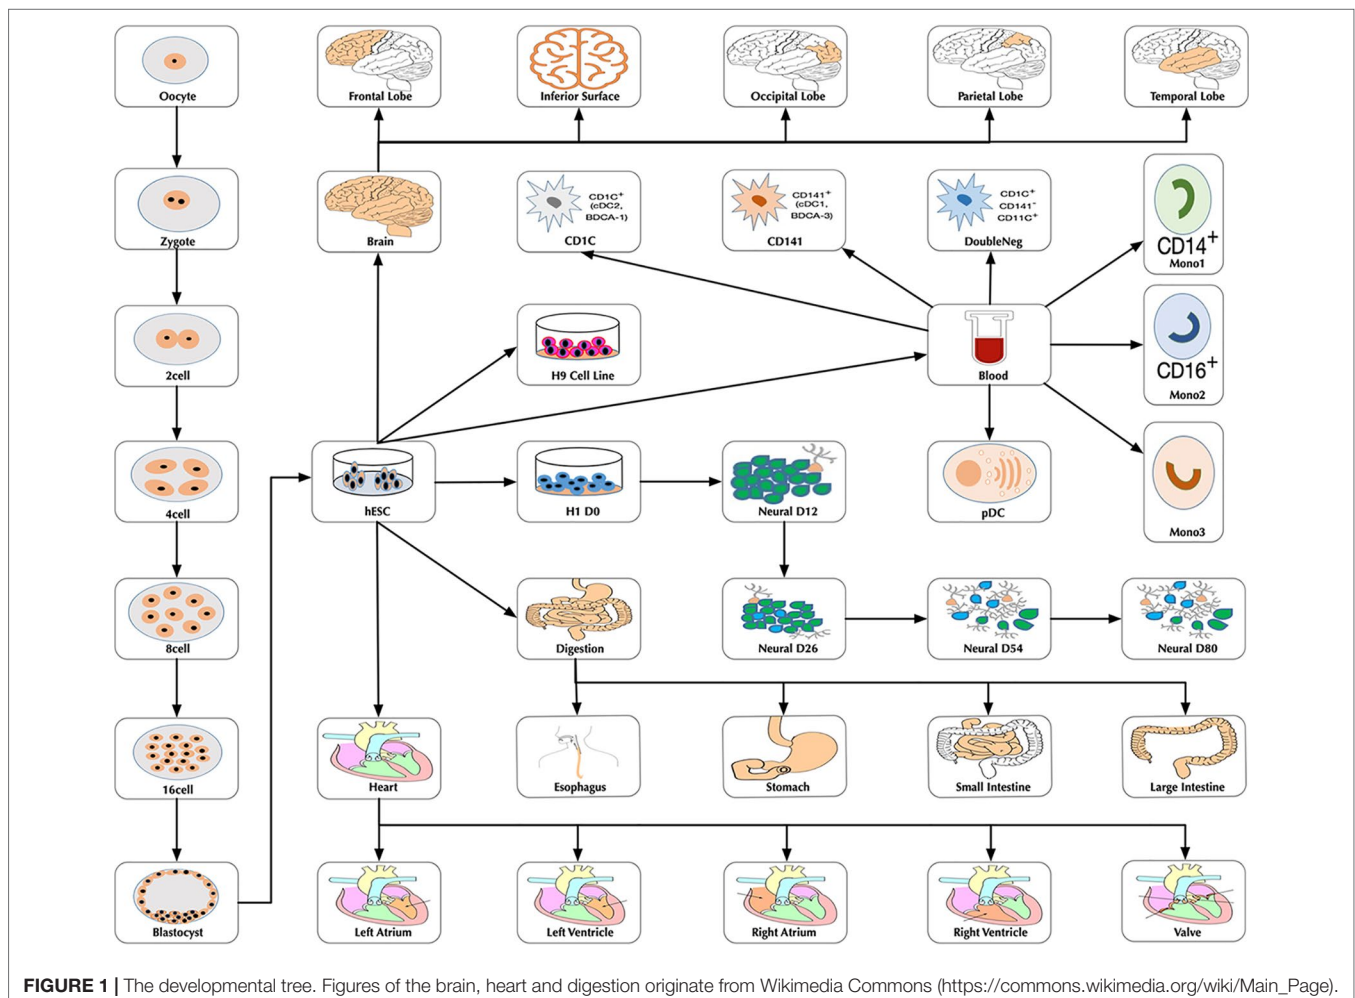 Oocyte
Frontal Lobe
Inferior Surface
Occipital Lobe
Parietal Lobe
Temporal Lobe
Zygote
Brain
CD1C⁺
(cDC2,
BDCA-1)
CD1C
CD141⁺
(cDC1,
BDCA-3)
CD141
CD1C⁺
CD141⁻
CD11C⁺
DoubleNeg
CD14⁺
Mono1
2cell
H9 Cell Line
Blood
CD16⁺
Mono2
4cell
hESC
H1 D0
Neural D12
pDC
Mono3
8cell
Digestion
Neural D26
Neural D54
Neural D80
16cell
Heart
Esophagus
Stomach
Small Intestine
Large Intestine
Blastocyst
Left Atrium
Left Ventricle
Right Atrium
Right Ventricle
Valve
FIGURE 1 | The developmental tree. Figures of the brain, heart and digestion originate from Wikimedia Commons (https://commons.wikimedia.org/wiki/Main_Page).